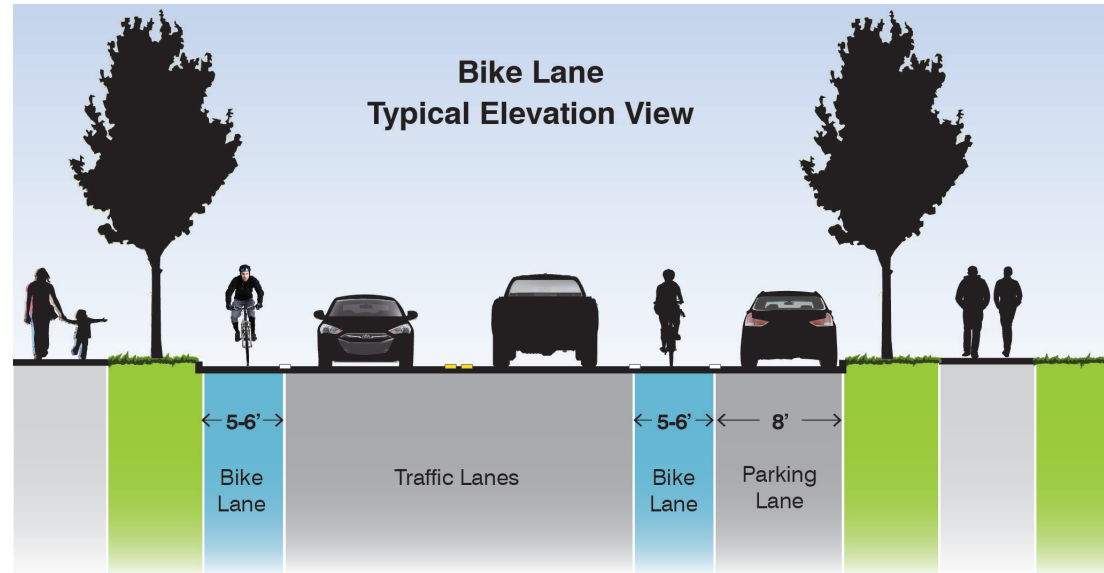 Bike Lane
Typical Elevation View
5-6’
5-6’
8’
Bike
Lane
Traffic Lanes
Bike
Lane
Parking
Lane